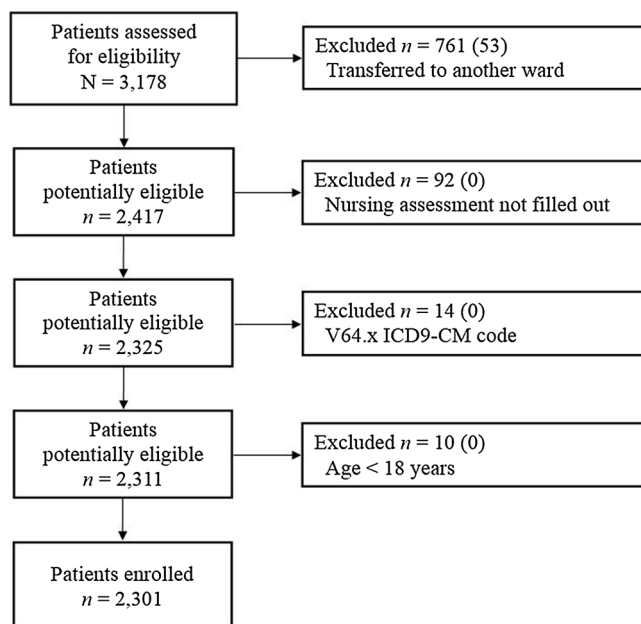 Patients assessed
for eligibility
N = 3,178
Excluded n = 761 (53)
Transferred to another ward
Patients
potentially eligible
n = 2,417
Excluded n = 92 (0)
Nursing assessment not filled out
Patients
potentially eligible
n = 2,325
Excluded n = 14 (0)
V64.x ICD9-CM code
Patients
potentially eligible
n = 2,311
Excluded n = 10 (0)
Age < 18 years
Patients enrolled
n = 2,301